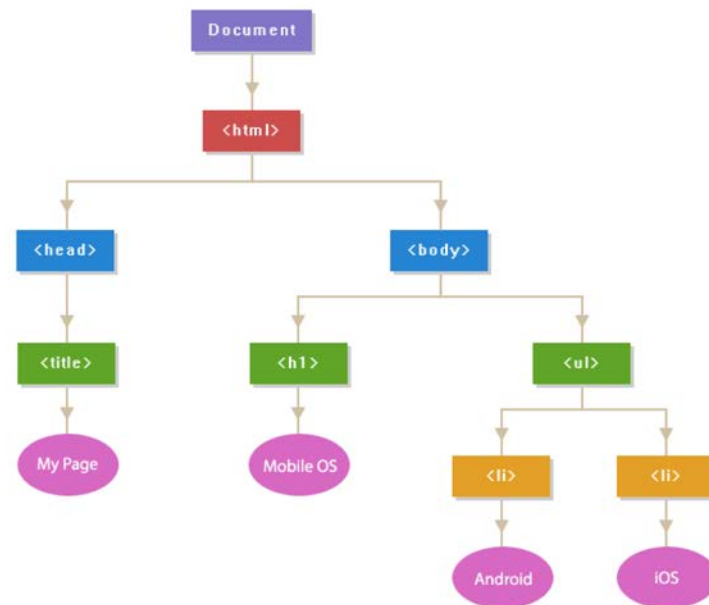 Document
<html>
<head>
<body>
<title>
<h1>
<ul>
My Page
Mobile OS
<li>
<li>
Android
iOS